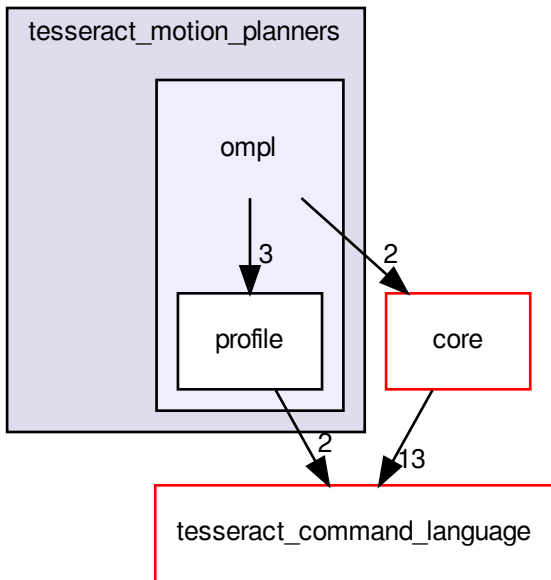 tesseract_motion_planners
ompl
3
2
profile
core
2
13
tesseract_command_language